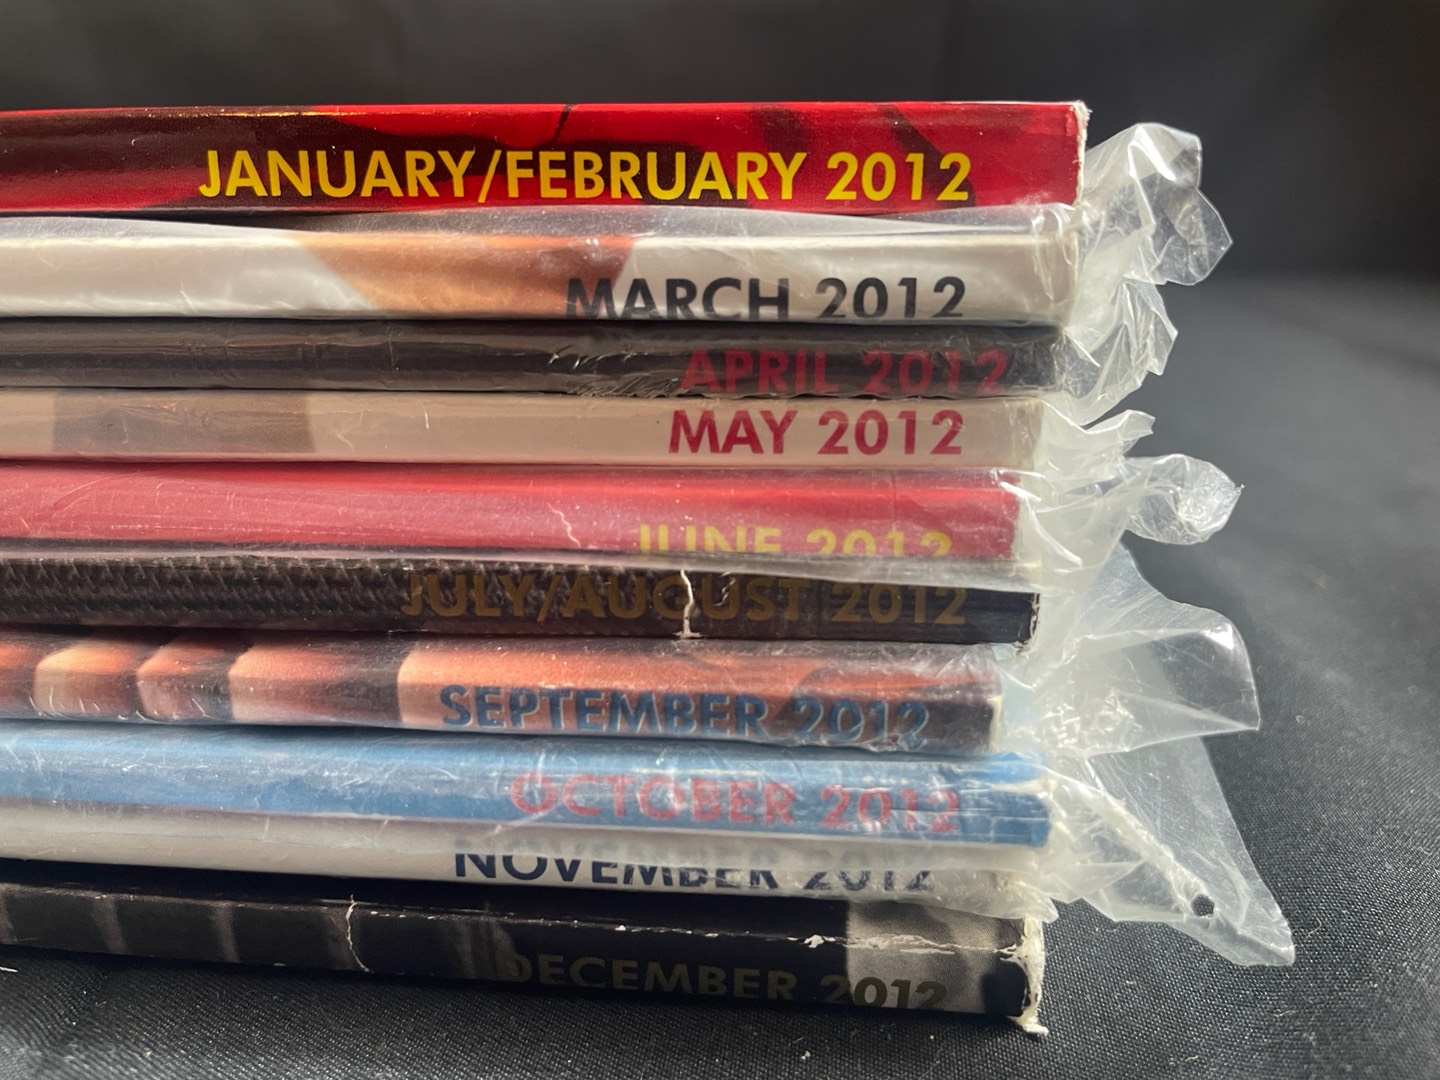 JANUARY/FEBRUARY 2012
MARCH 2012
APRIL 2012
MAY 2012
JUNE 2012
JULY/AUGUST 2012
SEPTEMBER 2012
OCTOBER 2012
NOVEMBER 2012
DECEMBER 2012